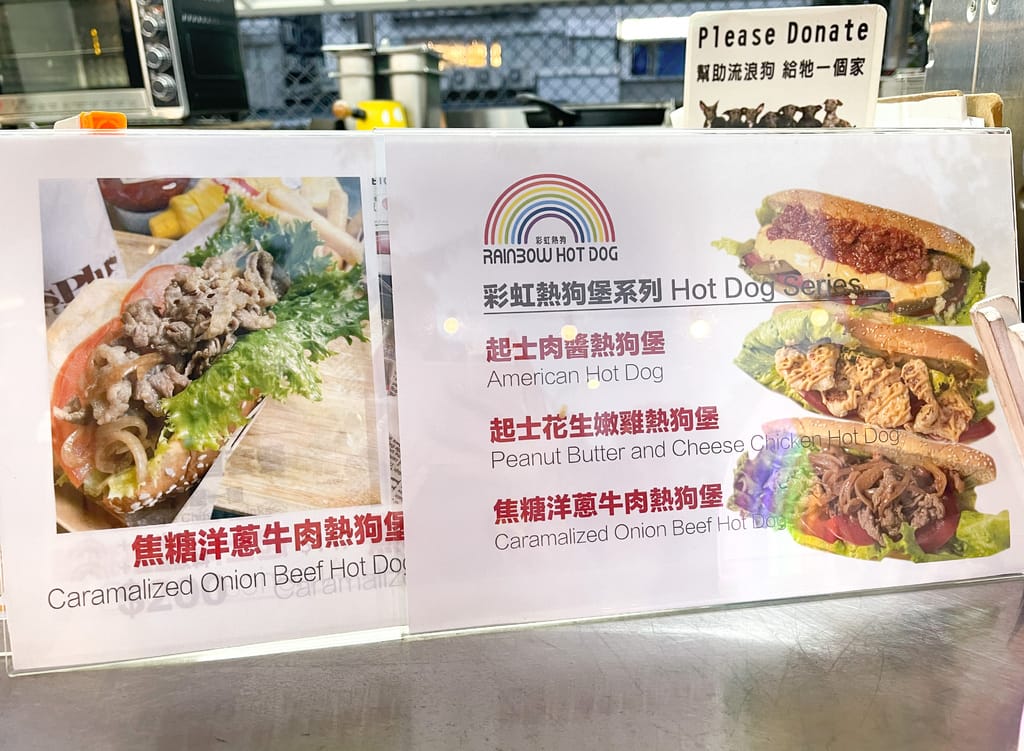 Please Donate
幫助流浪狗 給牠一個家
彩虹熱狗
RAINBOW HOT DOG
彩虹熱狗堡系列 Hot Dog Series
起士肉醬熱狗堡
American Hot Dog
起士花生嫩雞熱狗堡
Peanut Butter and Cheese Chicken Hot Dog
焦糖洋蔥牛肉熱狗堡
Caramalized Onion Beef Hot Dog
焦糖洋蔥牛肉熱狗堡
Caramalized Onion Beef Hot Dog